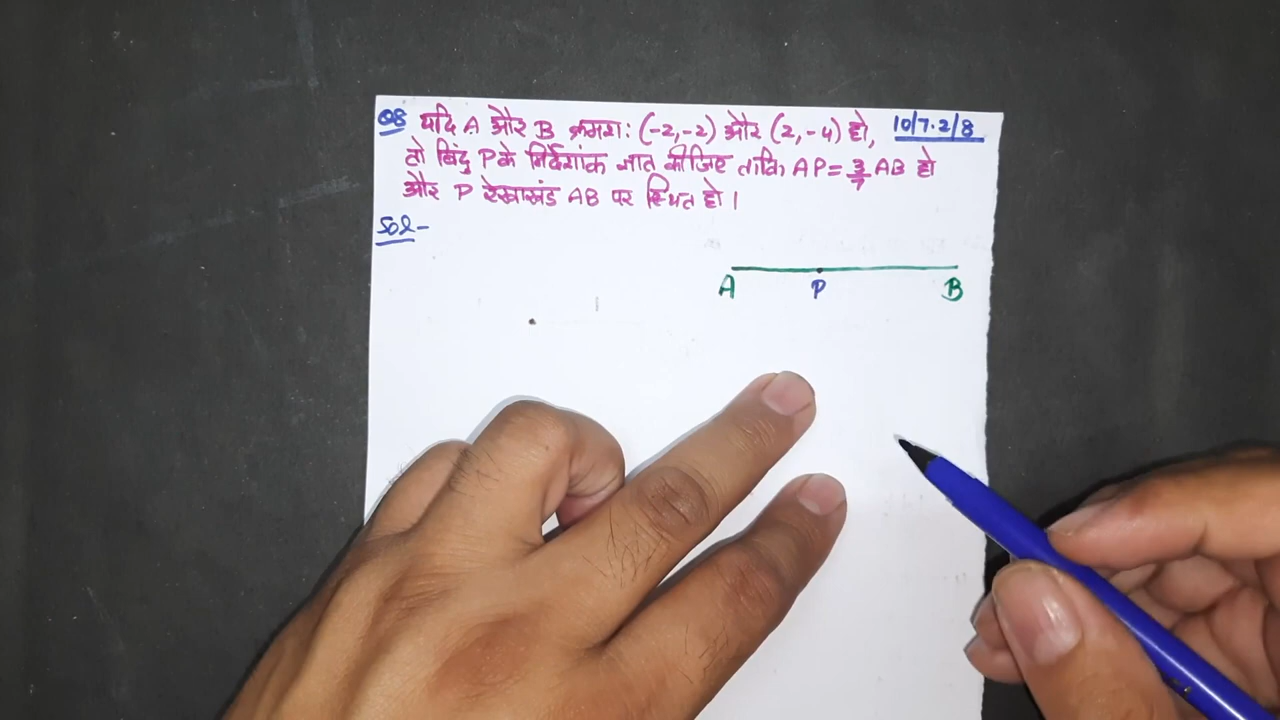 Q8 यदि A और B क्रमश: (-2,-2) और (2,-4) हो, 10/7.2/8
तो बिंदु P के निर्देशांक ज्ञात कीजिए ताकि AP = 3/7 AB हो
और P रेखाखंड AB पर स्थित हो।
Sol-
A P B